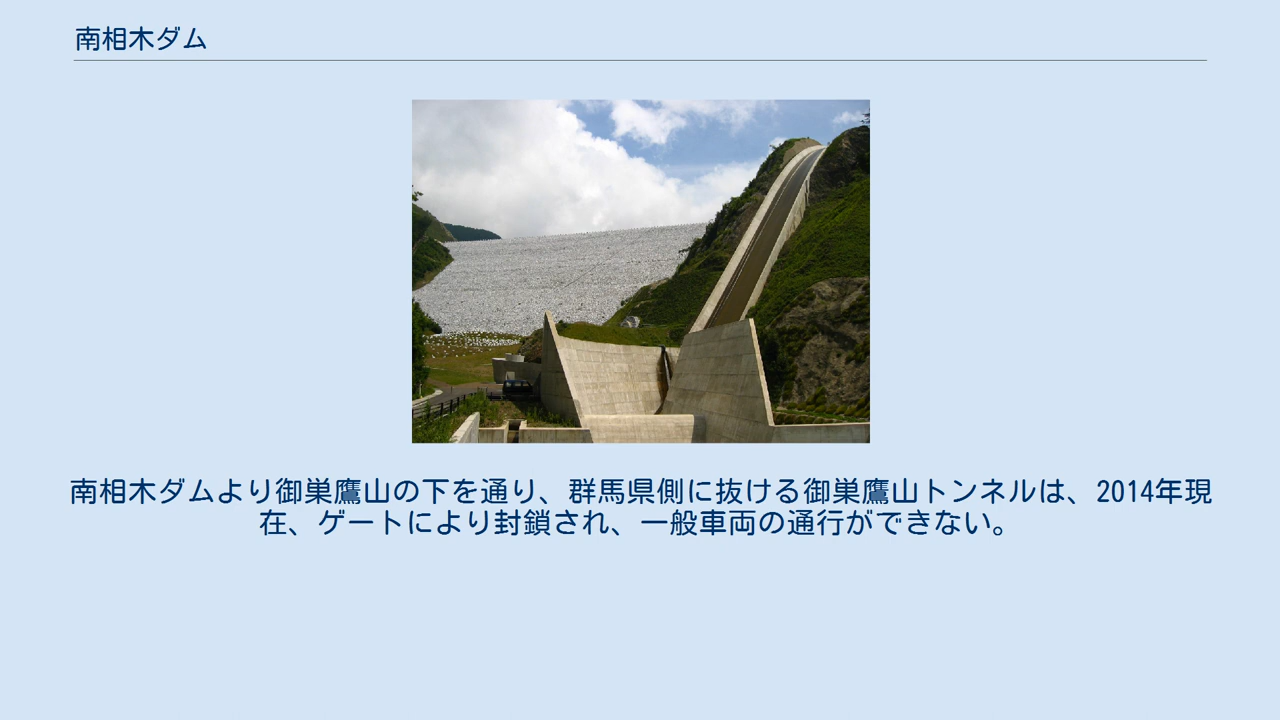 南相木ダム
南相木ダムより御巣鷹山の下を通り、群馬県側に抜ける御巣鷹山トンネルは、2014年現
在、ゲートにより封鎖され、一般車両の通行ができない。